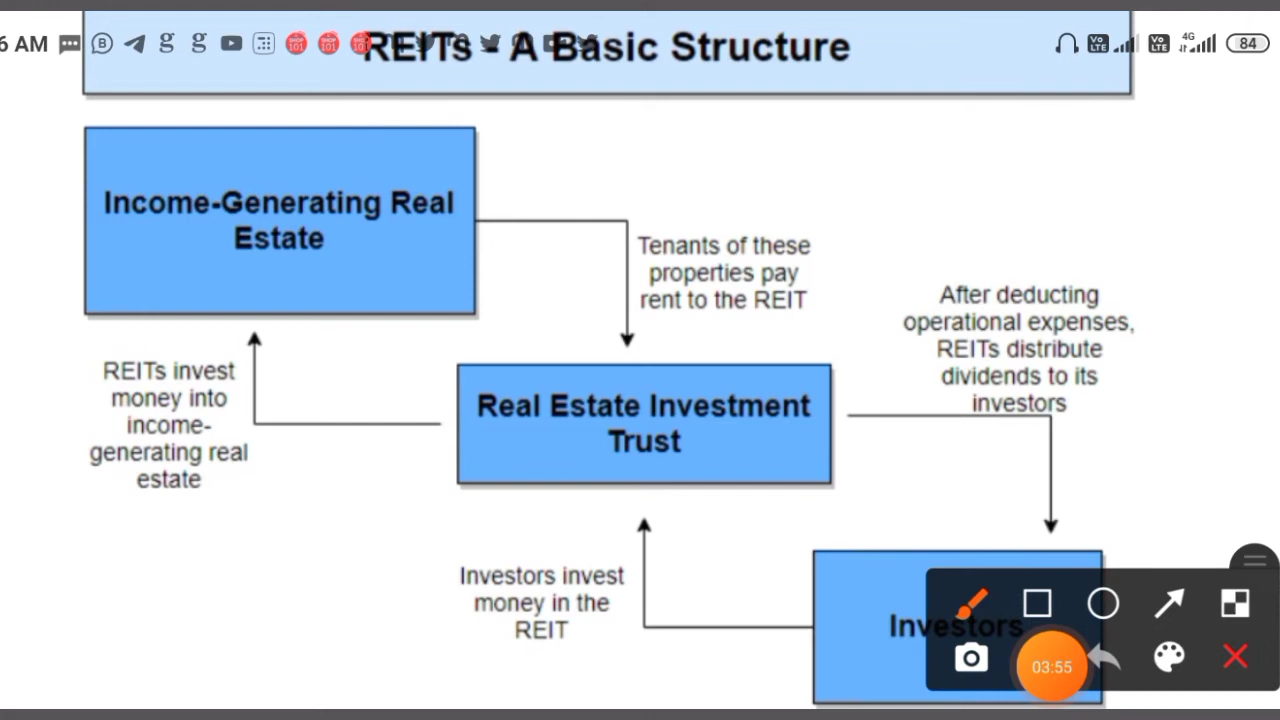 6 AM
84
REITs - A Basic Structure
Income-Generating Real
Estate
Tenants of these
properties pay
rent to the REIT
After deducting
operational expenses,
REITs distribute
dividends to its
investors
REITs invest
money into
income-
generating real
estate
Real Estate Investment
Trust
Investors invest
money in the
REIT
Investors
03:55